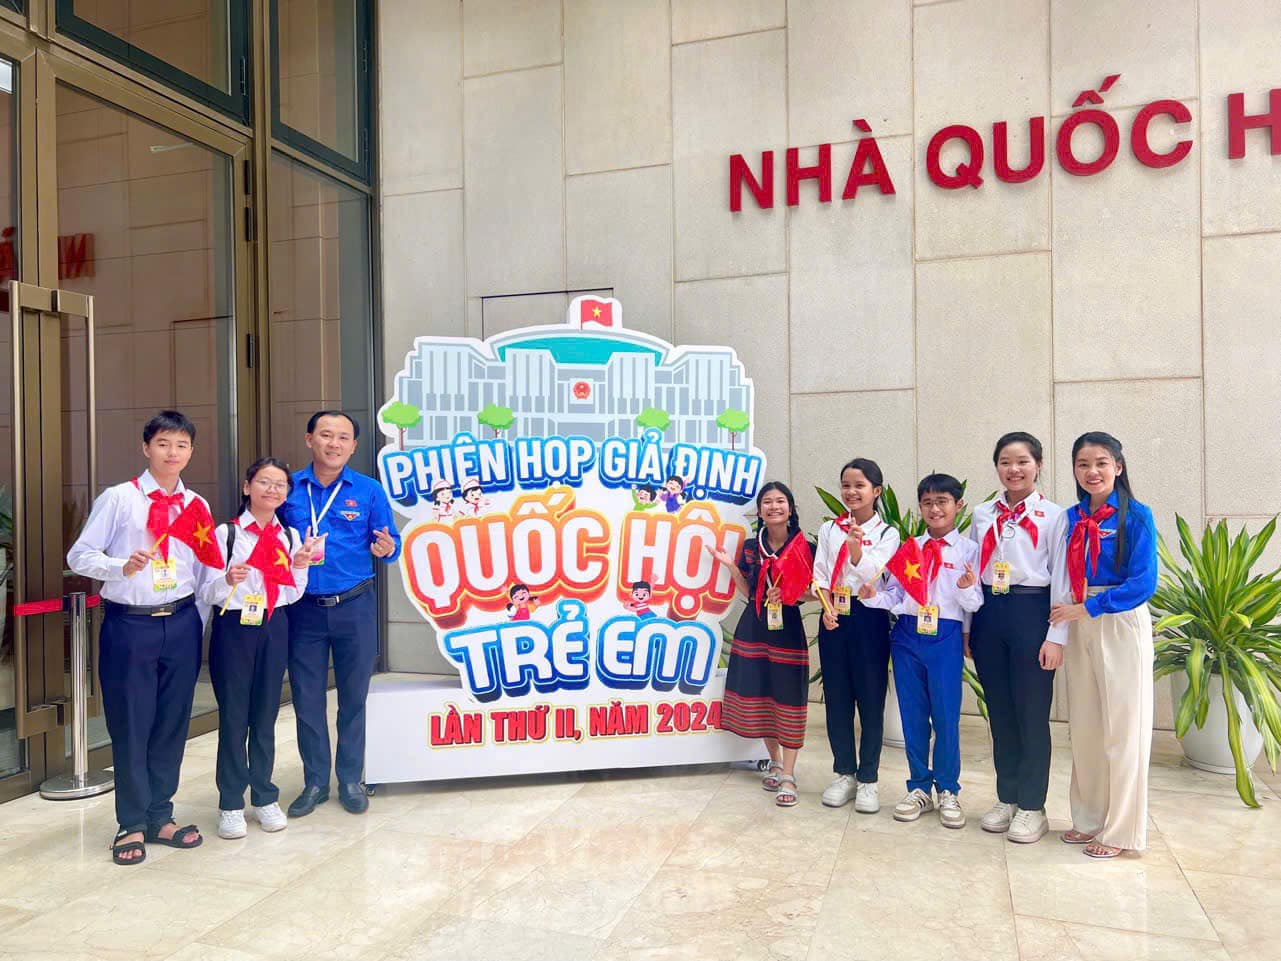 NHÀ QUỐC H
PHIÊN HỌP GIẢ ĐỊNH
QUỐC HỘI
TRẺ EM
LẦN THỨ II, NĂM 2024